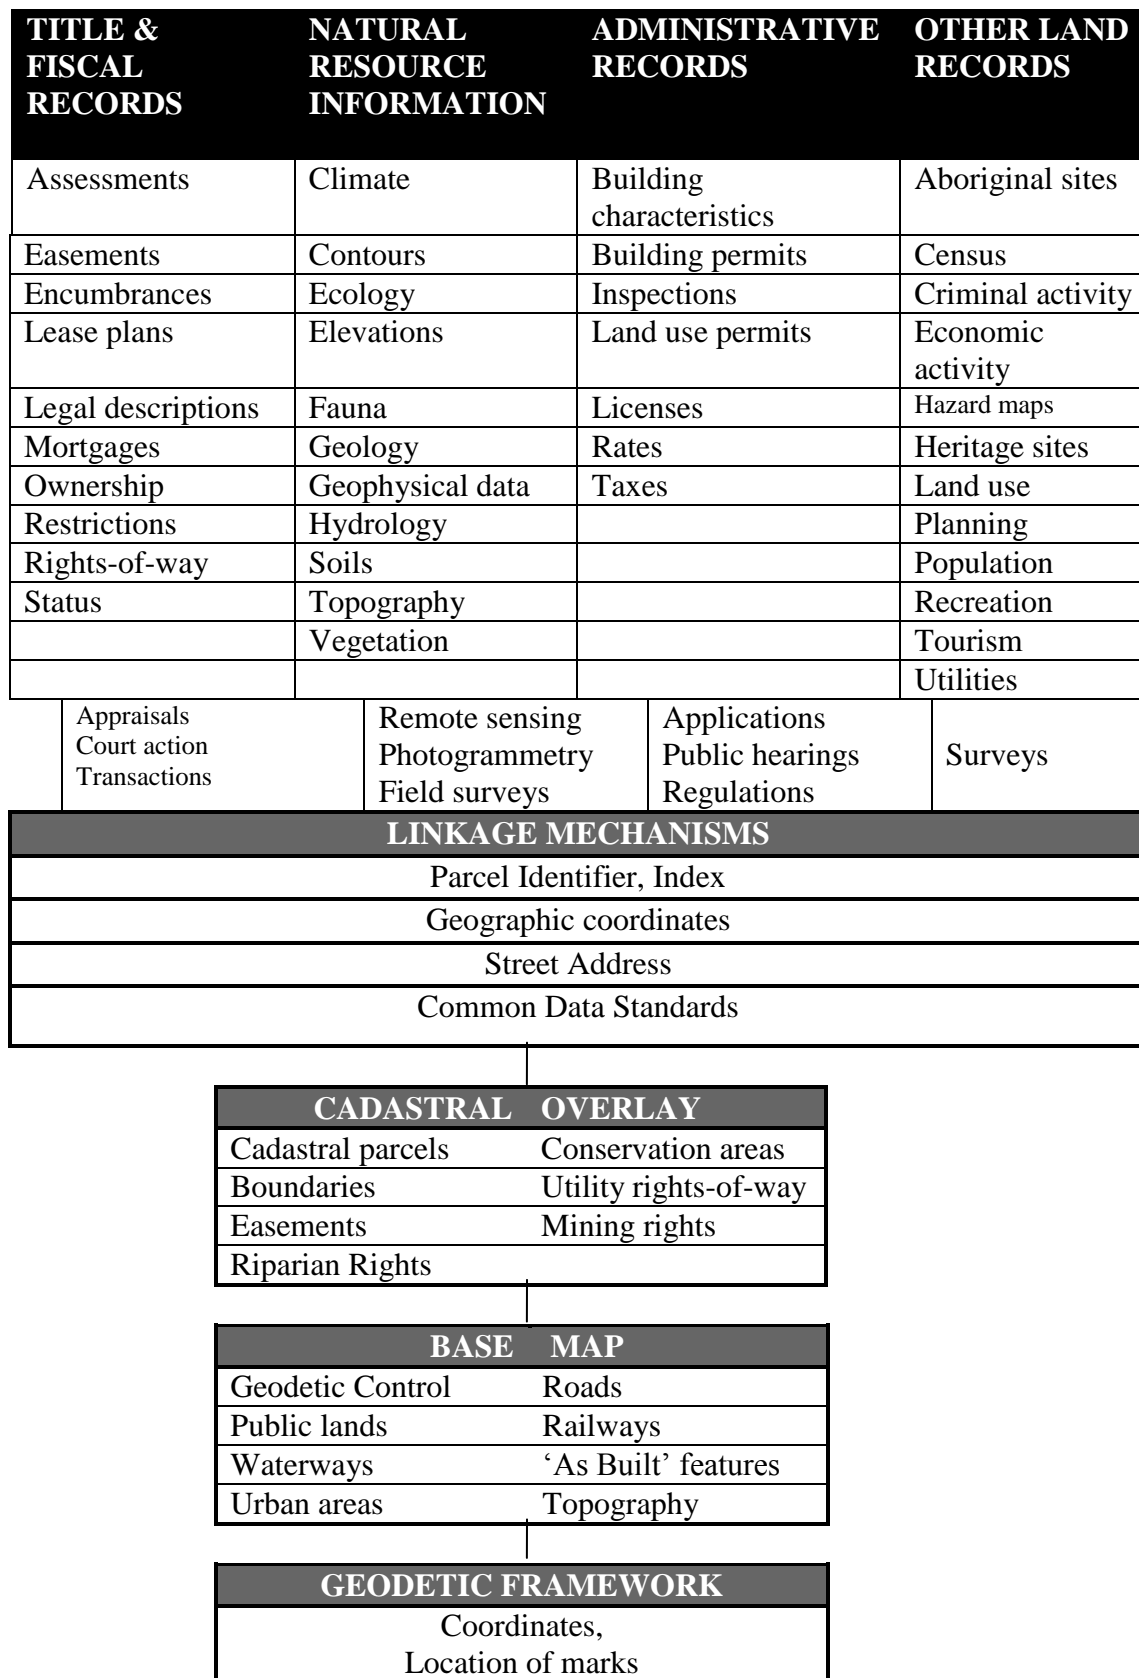 TITLE & FISCAL RECORDS NATURAL RESOURCE INFORMATION ADMINISTRATIVE RECORDS OTHER LAND RECORDS
Assessments Climate Building characteristics Aboriginal sites
Easements Contours Building permits Census
Encumbrances Ecology Inspections Criminal activity
Lease plans Elevations Land use permits Economic activity
Legal descriptions Fauna Licenses Hazard maps
Mortgages Geology Rates Heritage sites
Ownership Geophysical data Taxes Land use
Restrictions Hydrology Planning
Rights-of-way Soils Population
Status Topography Recreation
Vegetation Tourism
Utilities
Appraisals
Court action
Transactions
Remote sensing
Photogrammetry
Field surveys
Applications
Public hearings
Regulations
Surveys
LINKAGE MECHANISMS
Parcel Identifier, Index
Geographic coordinates
Street Address
Common Data Standards
CADASTRAL OVERLAY
Cadastral parcels Conservation areas
Boundaries Utility rights-of-way
Easements Mining rights
Riparian Rights
BASE MAP
Geodetic Control Roads
Public lands Railways
Waterways ‘As Built’ features
Urban areas Topography
GEODETIC FRAMEWORK
Coordinates,
Location of marks